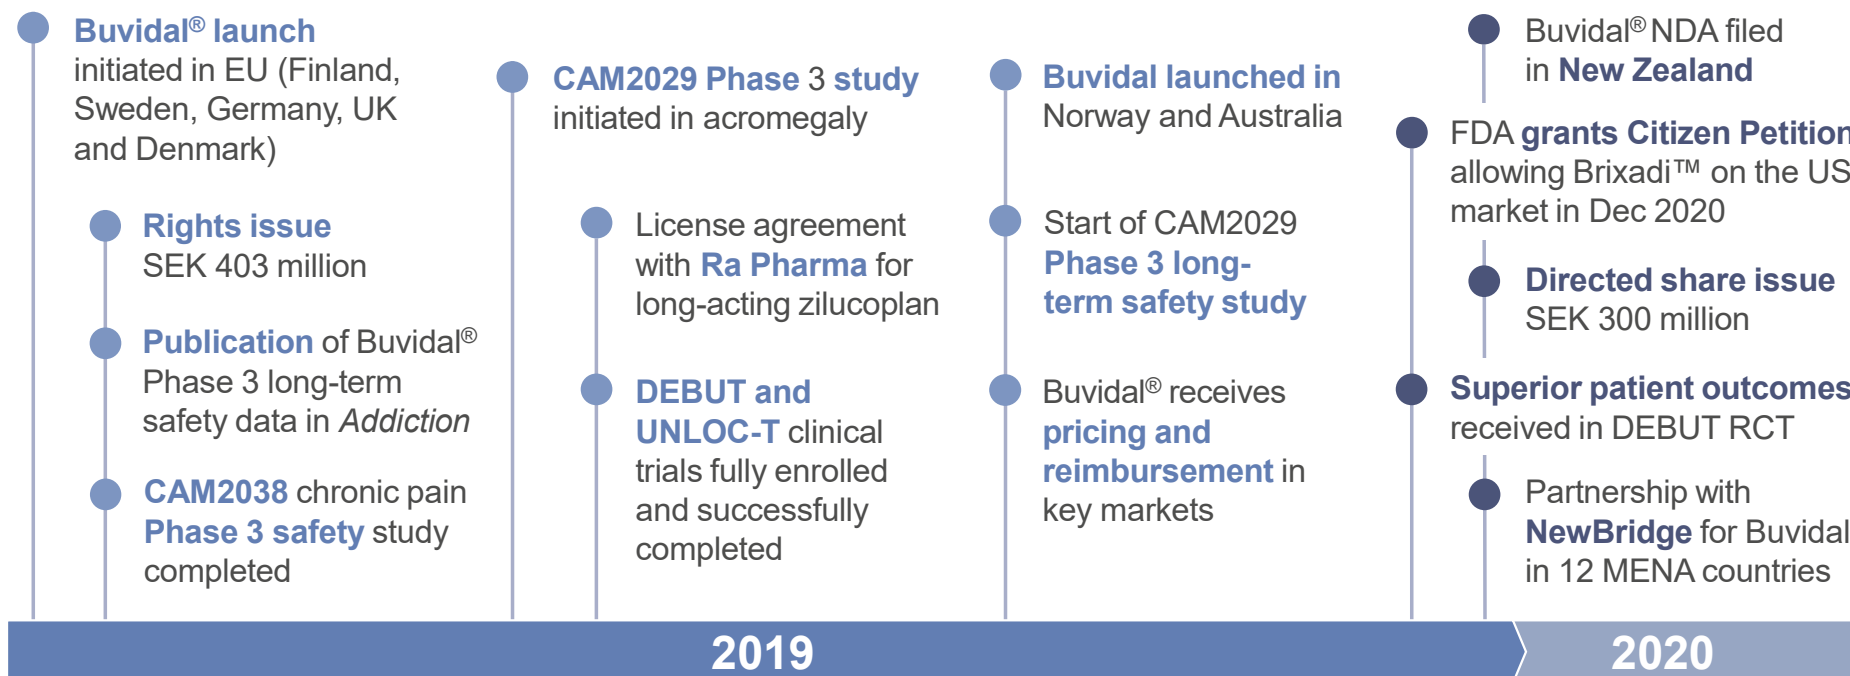 Buvidal® launch
initiated in EU (Finland,
Sweden, Germany, UK
and Denmark)
Rights issue
SEK 403 million
Publication of Buvidal®
Phase 3 long-term
safety data in Addiction
CAM2038 chronic pain
Phase 3 safety study
completed
CAM2029 Phase 3 study
initiated in acromegaly
License agreement
with Ra Pharma for
long-acting zilucoplan
DEBUT and
UNLOC-T clinical
trials fully enrolled
and successfully
completed
Buvidal launched in
Norway and Australia
Start of CAM2029
Phase 3 long-
term safety study
Buvidal® receives
pricing and
reimbursement in
key markets
Buvidal® NDA filed
in New Zealand
FDA grants Citizen Petition
allowing Brixadi™ on the US
market in Dec 2020
Directed share issue
SEK 300 million
Superior patient outcomes
received in DEBUT RCT
Partnership with
NewBridge for Buvidal
in 12 MENA countries
2019
2020